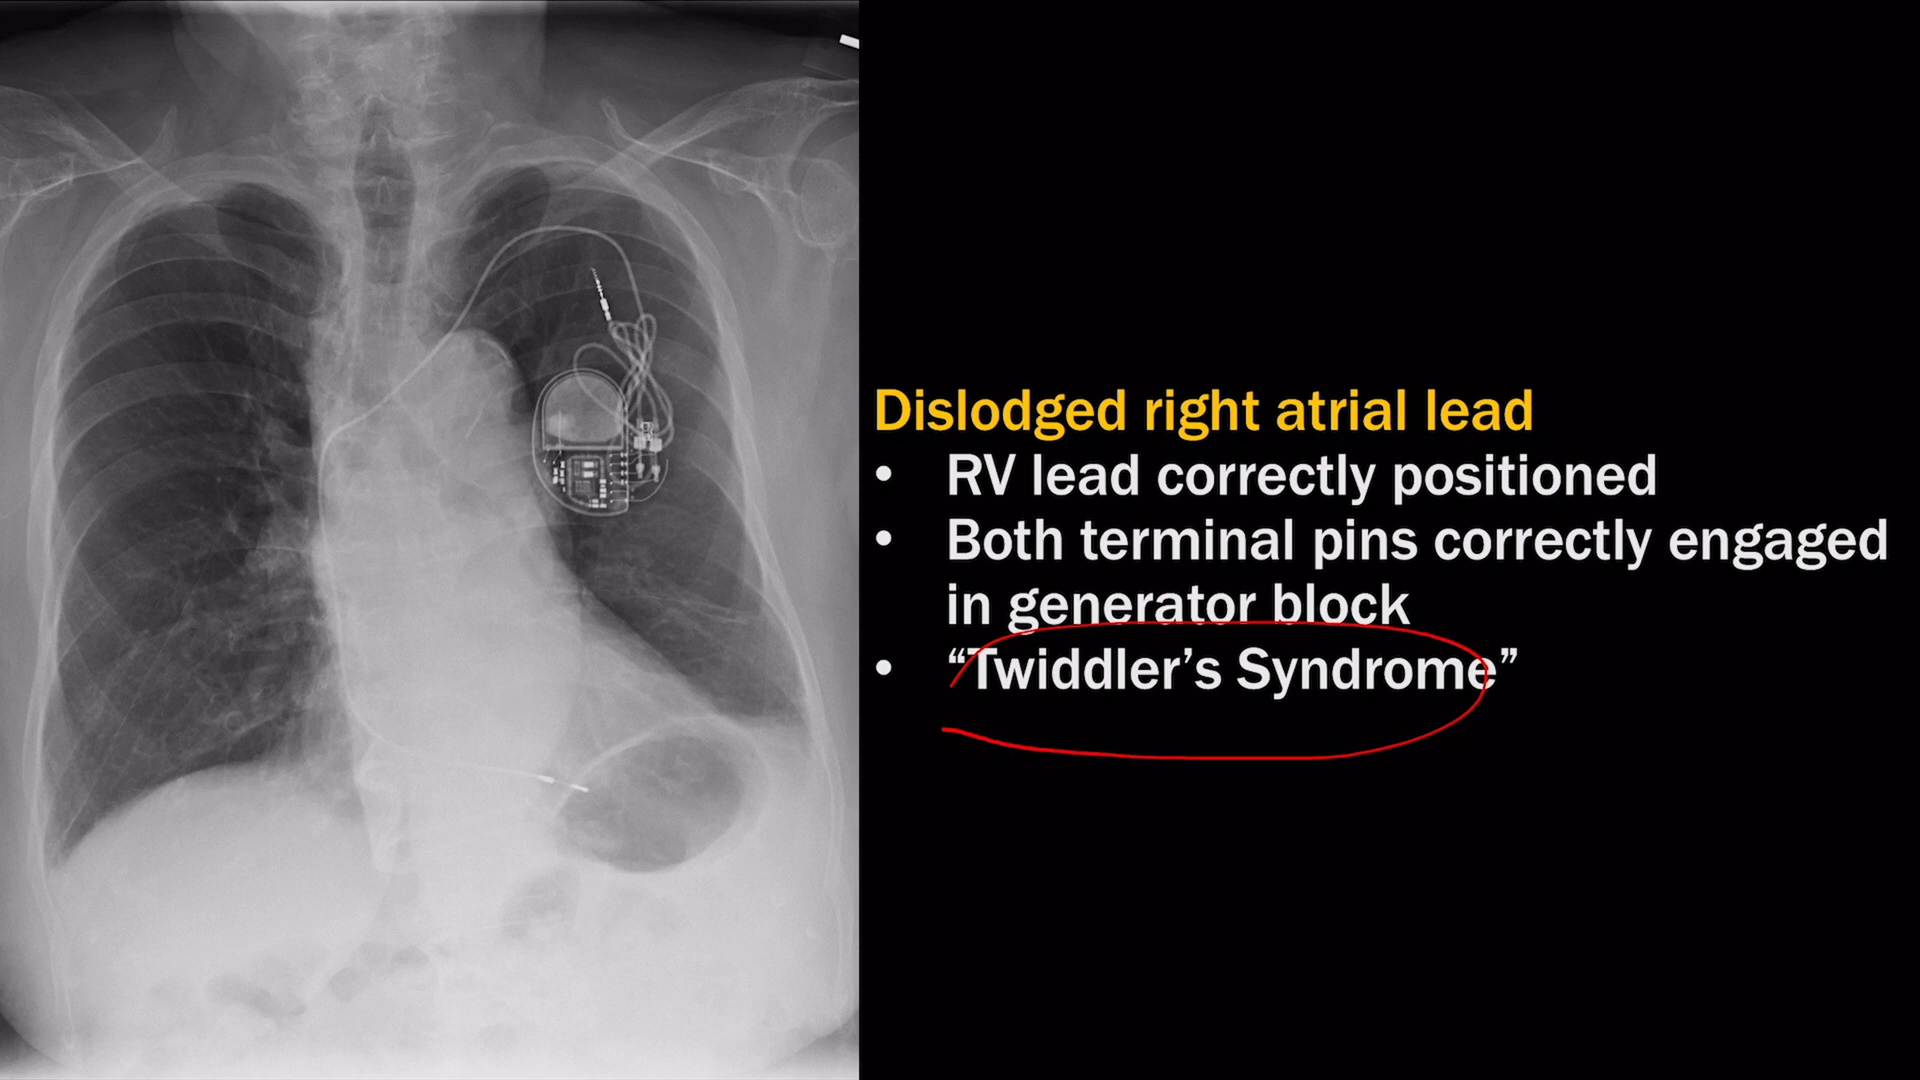 Dislodged right atrial lead
• RV lead correctly positioned
• Both terminal pins correctly engaged
in generator block
• “Twiddler’s Syndrome”